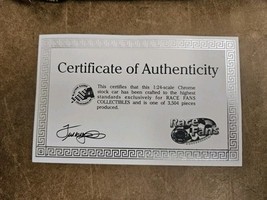 Certificate of Authenticity
This certifies that this 1:24-scale Chrome
stock car has been crafted to the highest
standards exclusively for RACE FANS
COLLECTIBLES and is one of 3,504 pieces
produced.
Race
Fans